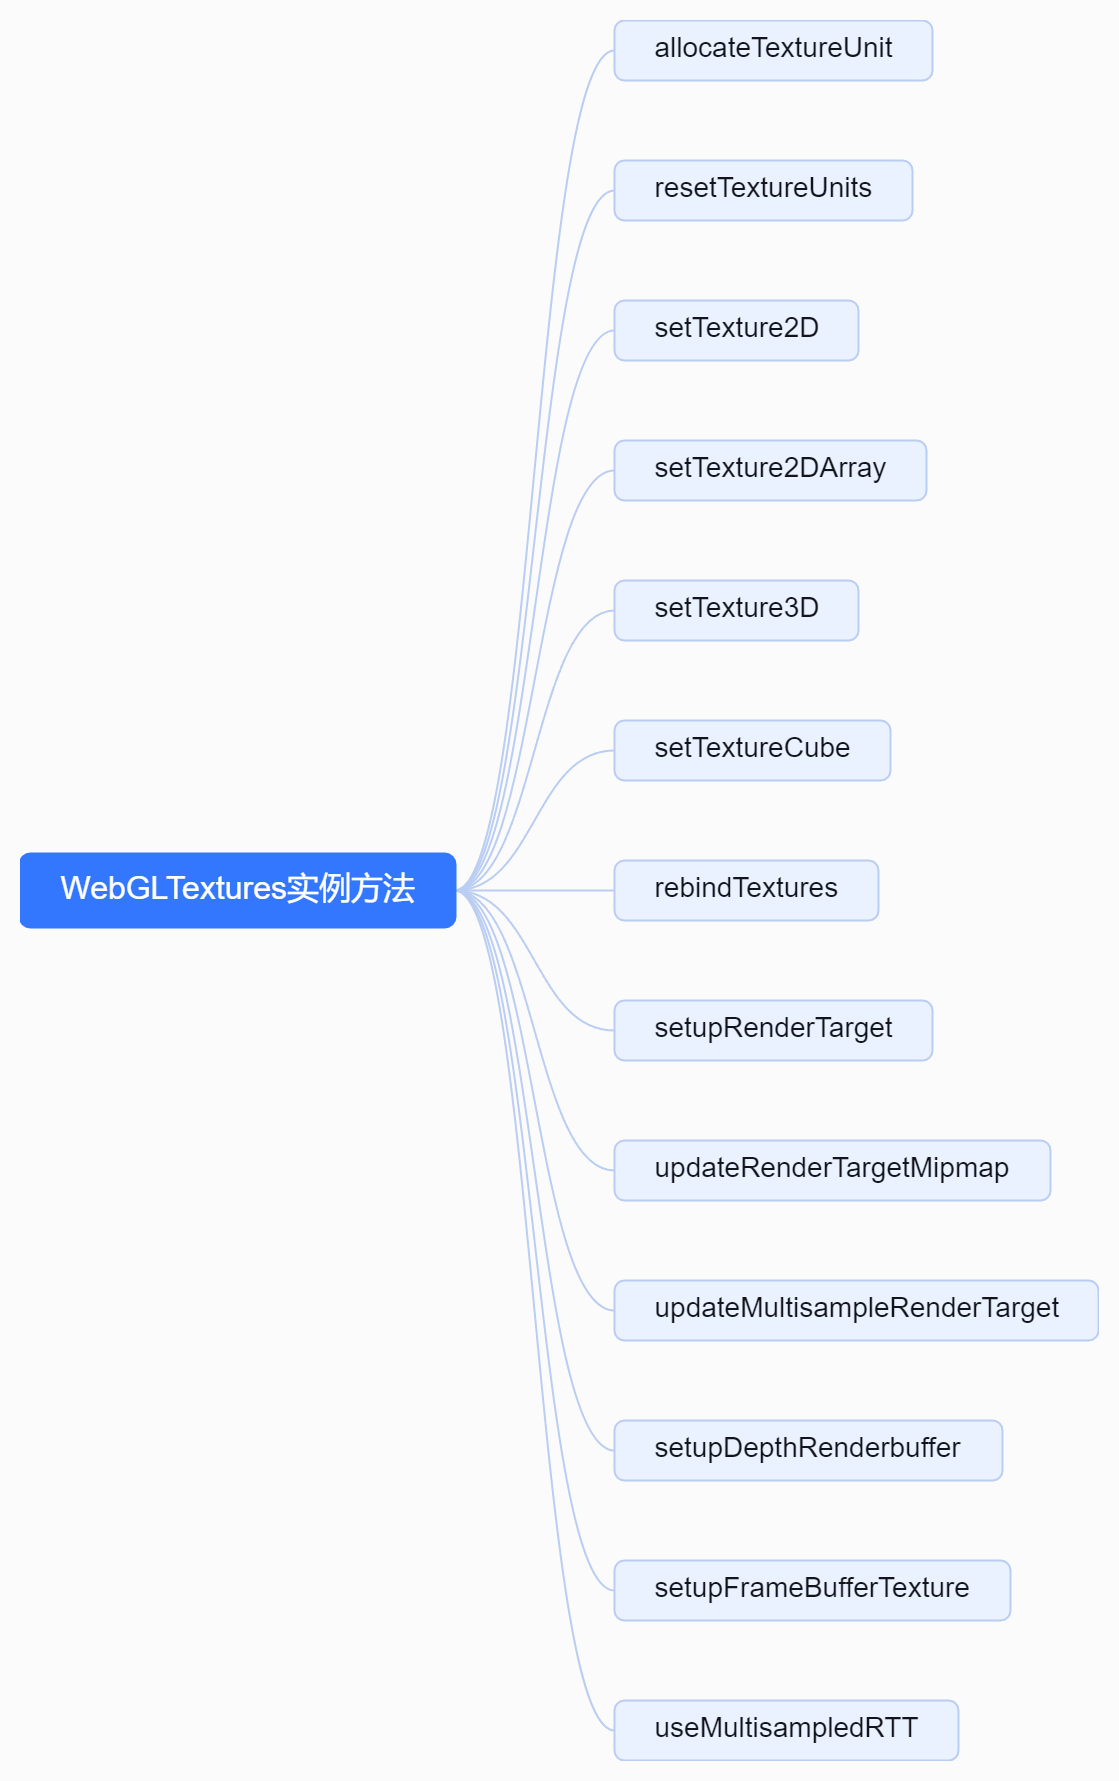 allocateTextureUnit
resetTextureUnits
setTexture2D
setTexture2DArray
setTexture3D
setTextureCube
WebGLTextures实例方法
rebindTextures
setupRenderTarget
updateRenderTargetMipmap
updateMultisampleRenderTarget
setupDepthRenderbuffer
setupFrameBufferTexture
useMultisampledRTT